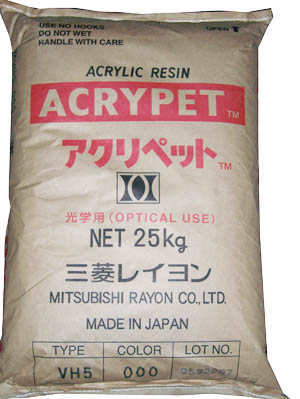 USE NO HOOKS
DO NOT WET
HANDLE WITH CARE
OPEN
ACRYLIC RESIN
ACRYPET TM
アクリペット TM
光学用(OPTICAL USE)
NET 25kg
三菱レイヨン
MITSUBISHI RAYON CO., LTD.
MADE IN JAPAN
TYPE COLOR LOT NO.
VH5 000